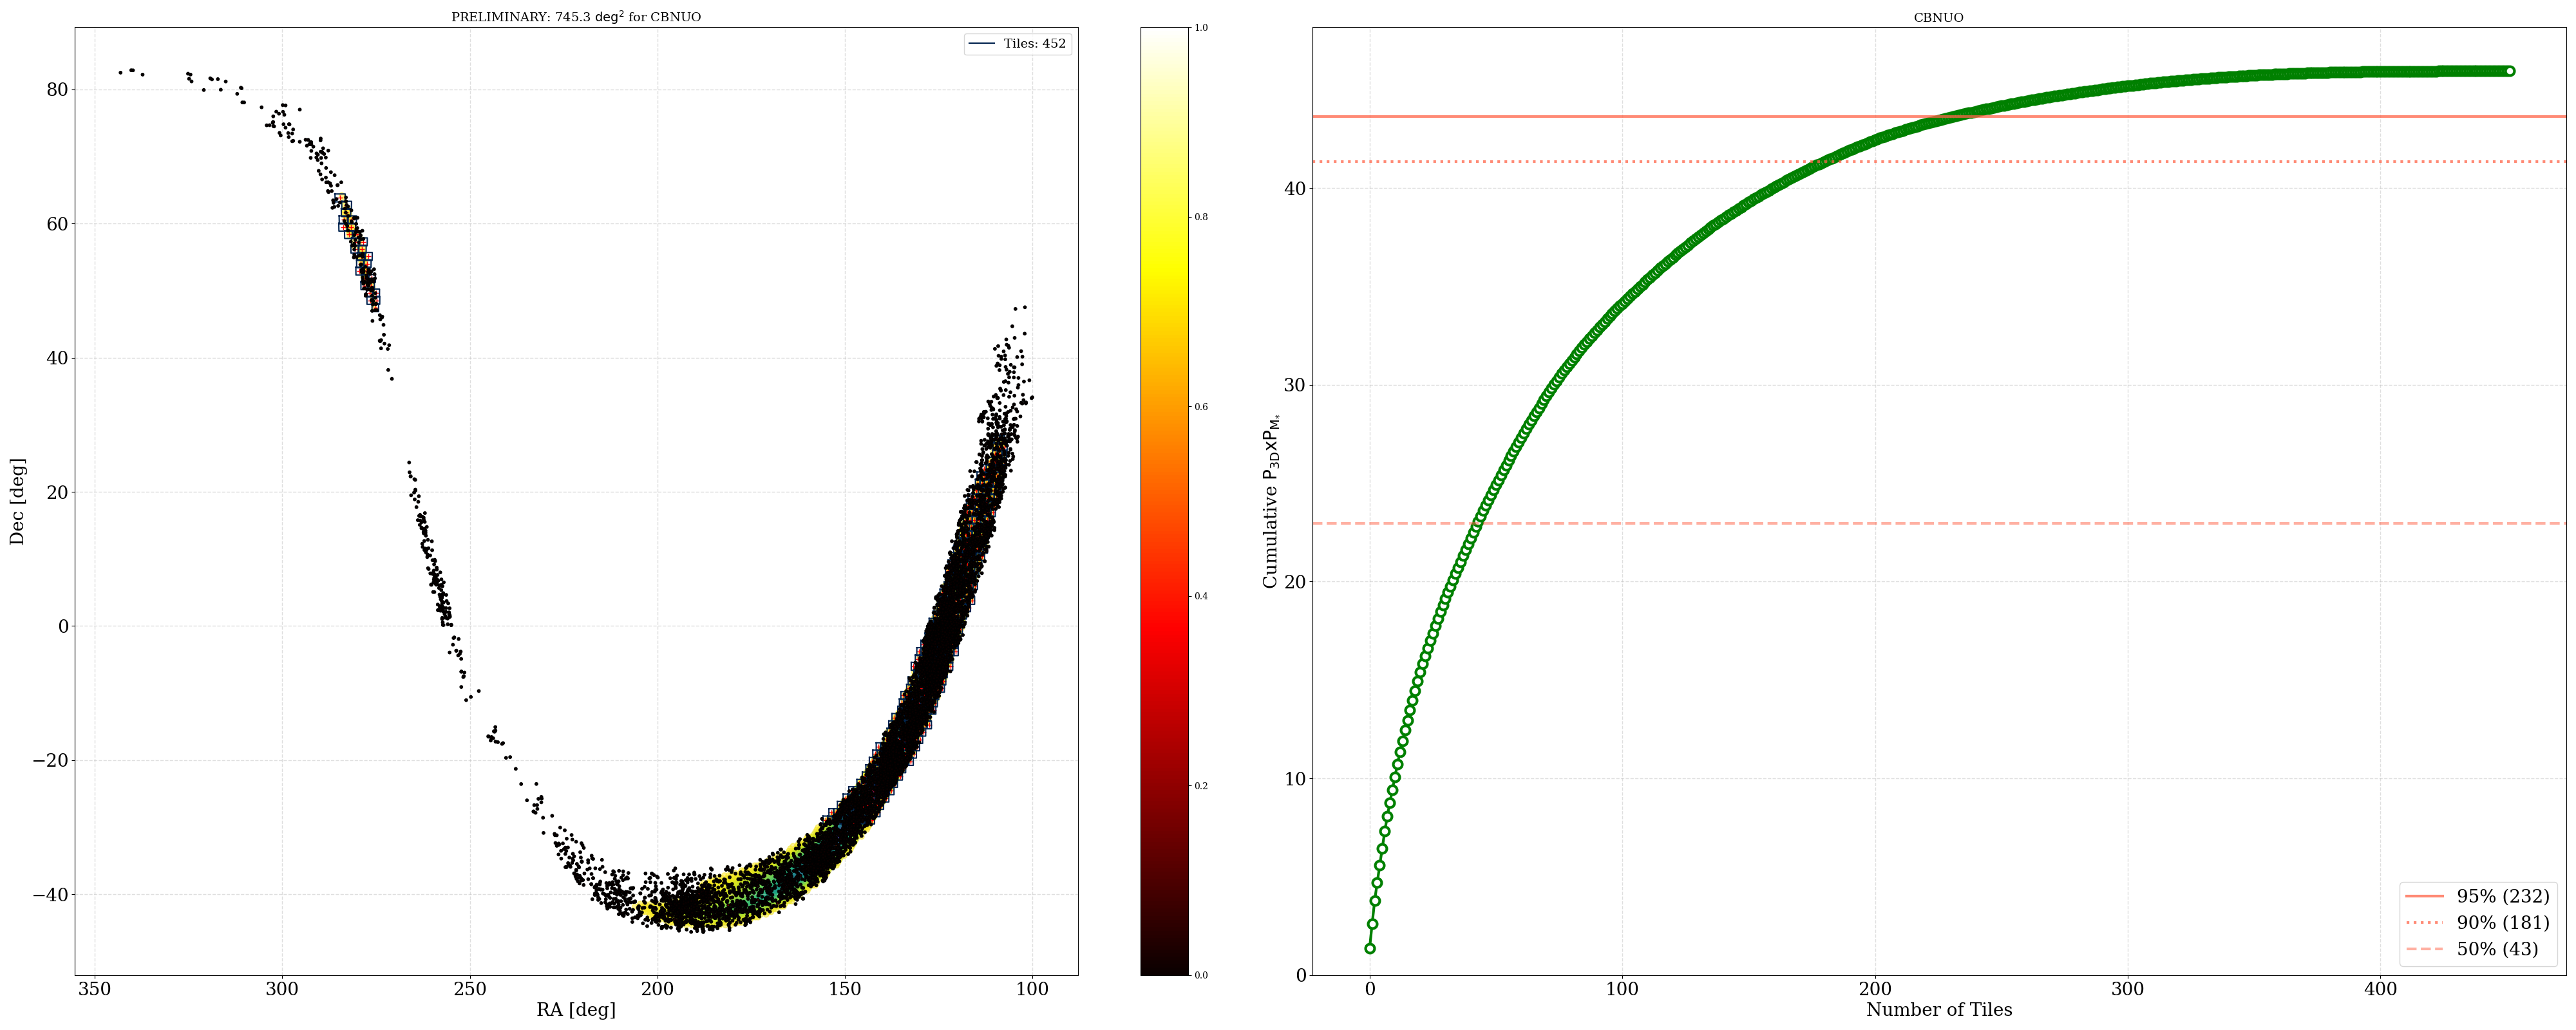 PRELIMINARY: 745.3 deg² for CBNUO
Tiles: 452
80
60
40
20
0
−20
−40
Dec [deg]
350 300 250 200 150 100
RA [deg]
1.0
0.8
0.6
0.4
0.2
0.0
CBNUO
40
30
20
10
0
Cumulative P3DxPM*
0 100 200 300 400
Number of Tiles
95% (232)
90% (181)
50% (43)